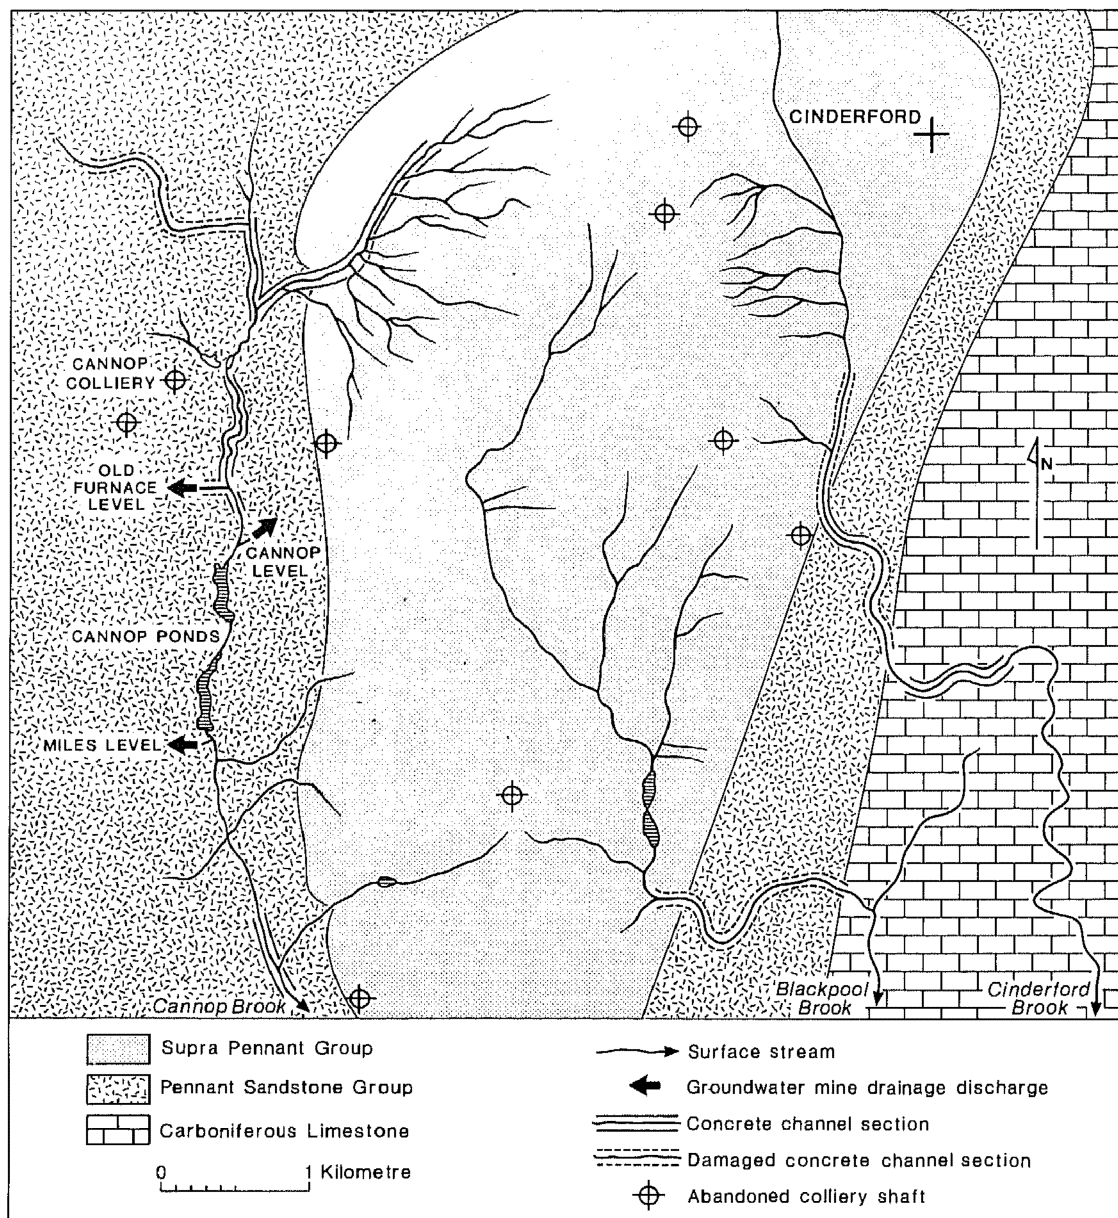 CINDERFORD
CANNOP
COLLIERY
OLD
FURNACE
LEVEL
N
CANNOP
LEVEL
CANNOP PONDS
MILES LEVEL
Cannop Brook
Blackpool
Brook
Cinderford
Brook
Supra Pennant Group
Pennant Sandstone Group
Carboniferous Limestone
0 1 Kilometre
Surface stream
Groundwater mine drainage discharge
Concrete channel section
Damaged concrete channel section
Abandoned colliery shaft